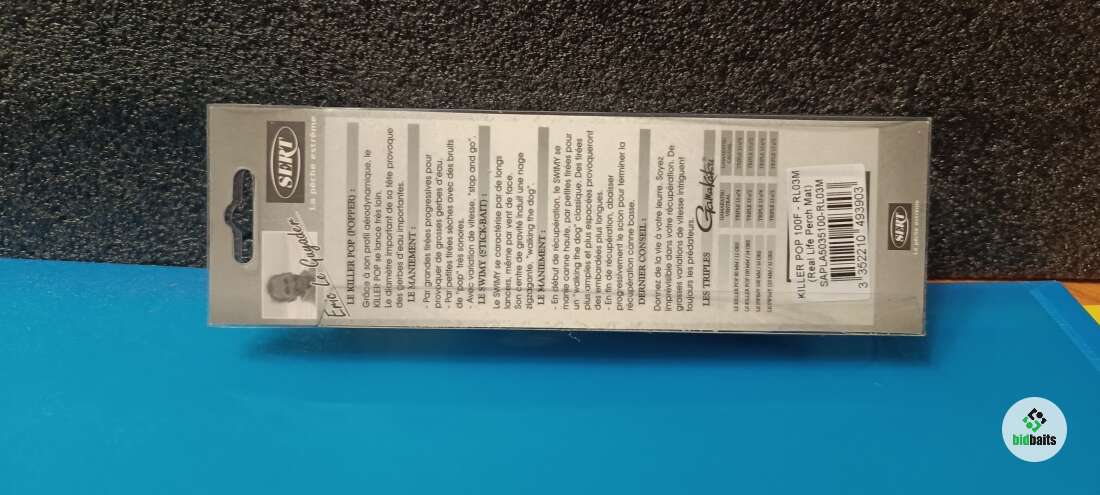 SERT
La pêche extrême
Erno Le Guyader
LE KILLER POP (POPPER) :
Grâce à son profil aérodynamique, le
KILLER POP se lance très loin.
Le diamètre important de sa tête provoque
des gerbes d'eau importantes.
LE MANIEMENT :
- Par grandes tirées progressives pour
provoquer de grosses gerbes d'eau.
- Par petites tirées sèches avec des bruits
de "pop" très sonores.
- Avec variation de vitesse, "stop and go".
LE SWIMY (STICK-BAIT) :
Le SWIMY se caractérise par de longs
lancées, même par vent de face.
Son centre de gravité induit une nage
zigzagante, "walking the dog".
LE MANIEMENT :
- En début de récupération, le SWIMY se
manie canne haute, par petites tirées pour
un "walking the dog" classique. Des tirées
plus amples et plus espacées provoqueront
des embardées plus longues.
- En fin de récupération, abaisser
progressivement le scion pour terminer la
récupération canne basse.
DERNIER CONSEIL :
Donnez de la vie à votre leurre. Soyez
imprévisible dans votre récupération. De
grosses variations de vitesse intriguent
toujours les prédateurs.
LES TRIPLES
Gamakatsu
KILLER POP 100F - RL03M
(Real Life Perch Mat)
SAPLA5035100-RL03M
3 352210 493903
SERT
La pêche extrême
bidbaits